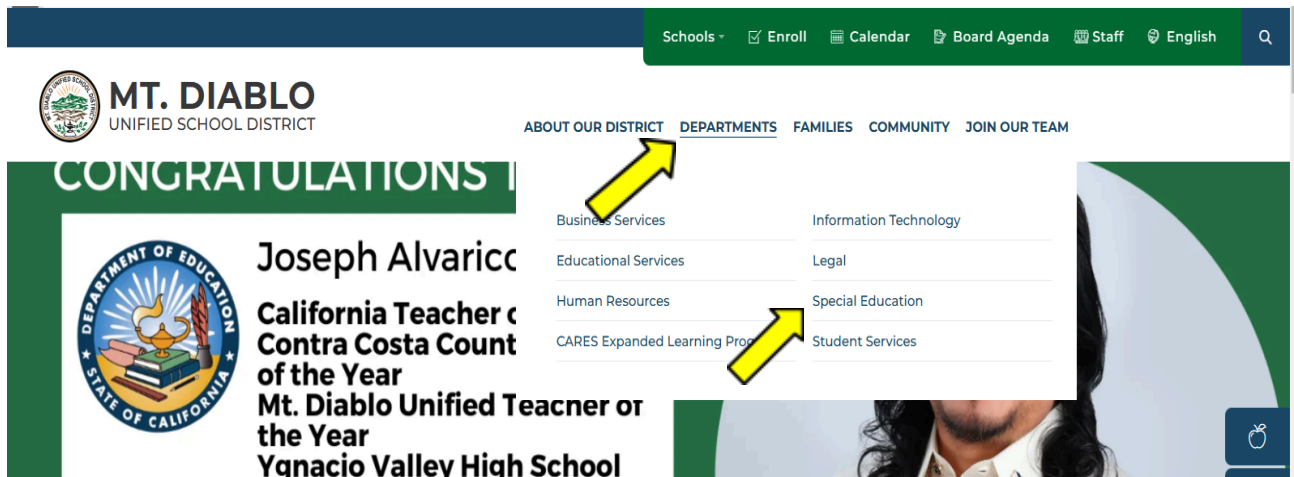 Schools
Enroll
Calendar
Board Agenda
Staff
English
MT. DIABLO
UNIFIED SCHOOL DISTRICT
ABOUT OUR DISTRICT
DEPARTMENTS
FAMILIES
COMMUNITY
JOIN OUR TEAM
CONGRATULATIONS
Business Services
Information Technology
Educational Services
Legal
Human Resources
Special Education
CARES Expanded Learning
Student Services
DEPARTMENT OF EDUCATION
STATE OF CALIFORNIA
Joseph
California Teacher
Contra Costa
of the Year
Mt. Diablo Unified Teacher of
the Year
Ygnacio Valley High School